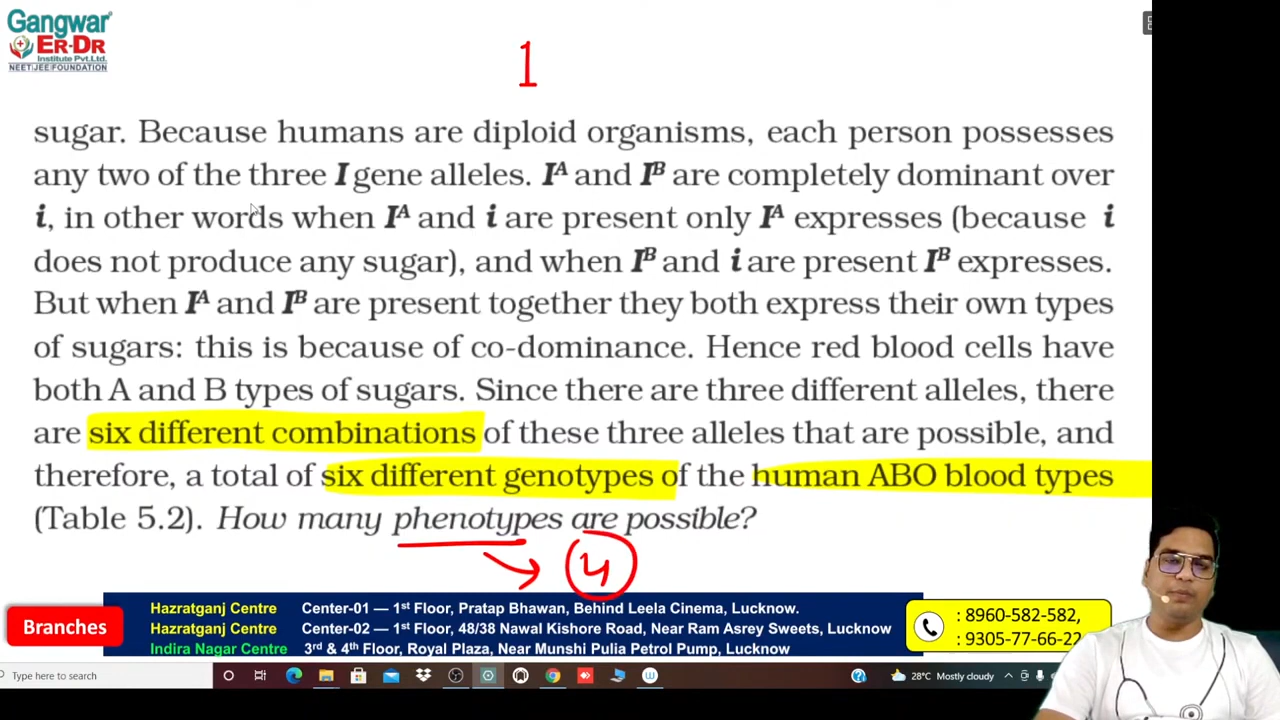 Gangwar
ER-DR
Institute Pvt.Ltd.
NEET|JEE|FOUNDATION
1
sugar. Because humans are diploid organisms, each person possesses
any two of the three I gene alleles. Iᴬ and Iᴮ are completely dominant over
i, in other words when Iᴬ and i are present only Iᴬ expresses (because i
does not produce any sugar), and when Iᴮ and i are present Iᴮ expresses.
But when Iᴬ and Iᴮ are present together they both express their own types
of sugars: this is because of co-dominance. Hence red blood cells have
both A and B types of sugars. Since there are three different alleles, there
are six different combinations of these three alleles that are possible, and
therefore, a total of six different genotypes of the human ABO blood types
(Table 5.2). How many phenotypes are possible?
4
Branches
Hazratganj Centre Center-01 — 1st Floor, Pratap Bhawan, Behind Leela Cinema, Lucknow.
Hazratganj Centre Center-02 — 1st Floor, 48/38 Nawal Kishore Road, Near Ram Asrey Sweets, Lucknow
Indira Nagar Centre 3rd & 4th Floor, Royal Plaza, Near Munshi Pulia Petrol Pump, Lucknow
: 8960-582-582,
: 9305-77-66-22
Type here to search
28°C Mostly cloudy